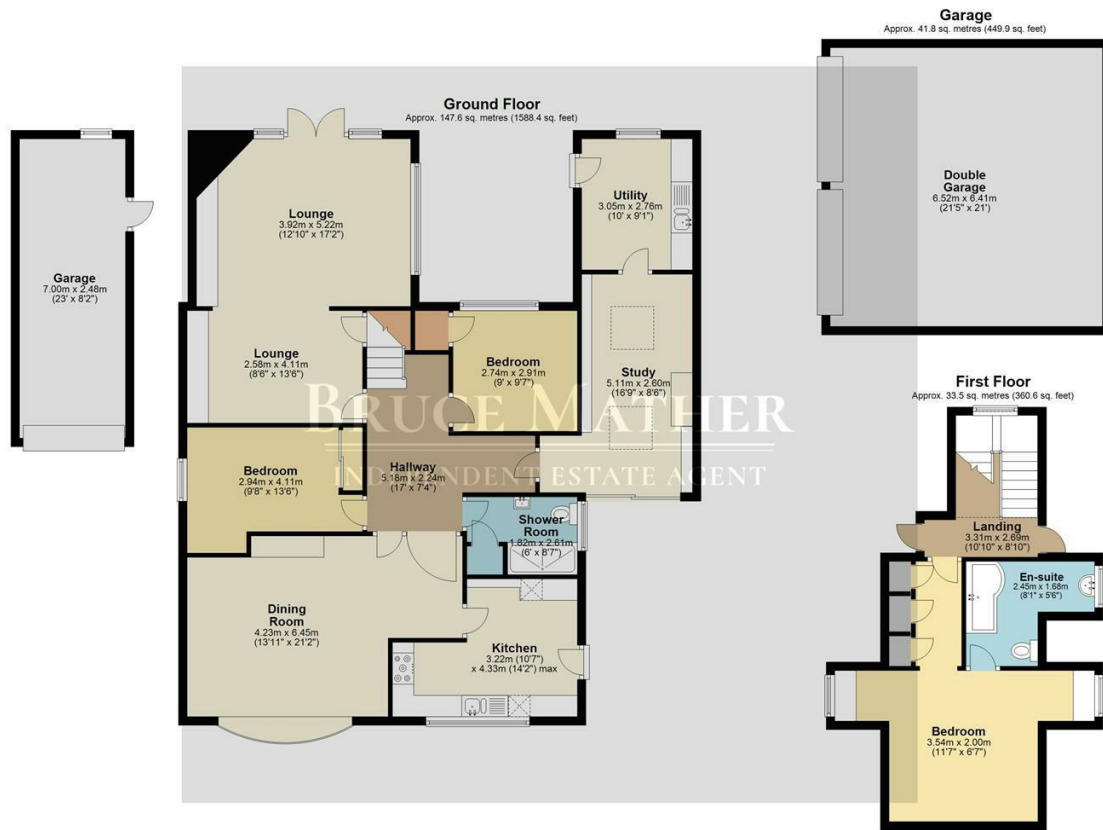 Garage
Approx. 41.8 sq. metres (449.9 sq. feet)
Ground Floor
Approx. 147.6 sq. metres (1588.4 sq. feet)
Garage
7.00m x 2.48m
(23' x 8'2")
Lounge
3.92m x 5.22m
(12'10" x 17'2")
Utility
3.05m x 2.76m
(10' x 9'1")
Double
Garage
6.52m x 6.41m
(21'5" x 21')
Lounge
2.58m x 4.11m
(8'6" x 13'6")
Bedroom
2.74m x 2.91m
(9' x 9'7")
Study
5.11m x 2.60m
(16'9" x 8'6")
BRUCE MATHER
INDEPENDENT ESTATE AGENT
Bedroom
2.94m x 4.11m
(9'8" x 13'6")
Hallway
5.18m x 2.24m
(17' x 7'4")
Shower
Room
1.82m x 2.61m
(6' x 8'7")
Dining
Room
4.23m x 6.45m
(13'11" x 21'2")
Kitchen
3.22m (10'7")
x 4.33m (14'2") max
First Floor
Approx. 33.5 sq. metres (360.6 sq. feet)
Landing
3.31m x 2.69m
(10'10" x 8'10")
En-suite
2.45m x 1.68m
(8'1" x 5'6")
Bedroom
3.54m x 2.00m
(11'7" x 6'7")